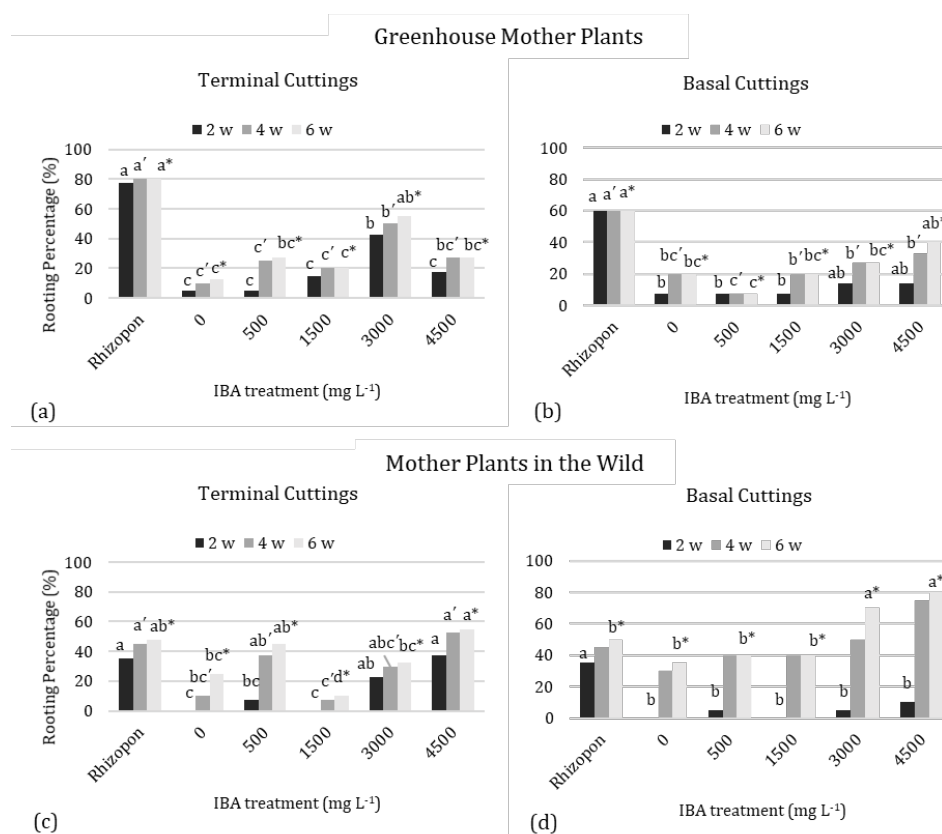 Greenhouse Mother Plants
Terminal Cuttings
2 w 4 w 6 w
Rooting Percentage (%)
100
80
60
40
20
0
a a′ a*
c c′ c*
c c′ bc*
c c′ c*
b b′ ab*
c bc′ bc*
Rhizopon 0 500 1500 3000 4500
IBA treatment (mg L⁻¹)
(a)
Basal Cuttings
2 w 4 w 6 w
100
80
60
40
20
0
a a′ a*
b bc′ bc*
b c′ c*
b b′ bc*
ab b′ bc*
ab b′ ab*
Rhizopon 0 500 1500 3000 4500
IBA treatment (mg L⁻¹)
(b)
Mother Plants in the Wild
Terminal Cuttings
2 w 4 w 6 w
Rooting Percentage (%)
100
80
60
40
20
0
a a′ ab*
c bc′ bc*
bc ab′ ab*
c c′ d*
ab abc′ bc*
a a′ a*
Rhizopon 0 500 1500 3000 4500
IBA treatment (mg L⁻¹)
(c)
Basal Cuttings
2 w 4 w 6 w
100
80
60
40
20
0
a b*
b b*
b b*
b b*
b a*
b a*
Rhizopon 0 500 1500 3000 4500
IBA treatment (mg L⁻¹)
(d)